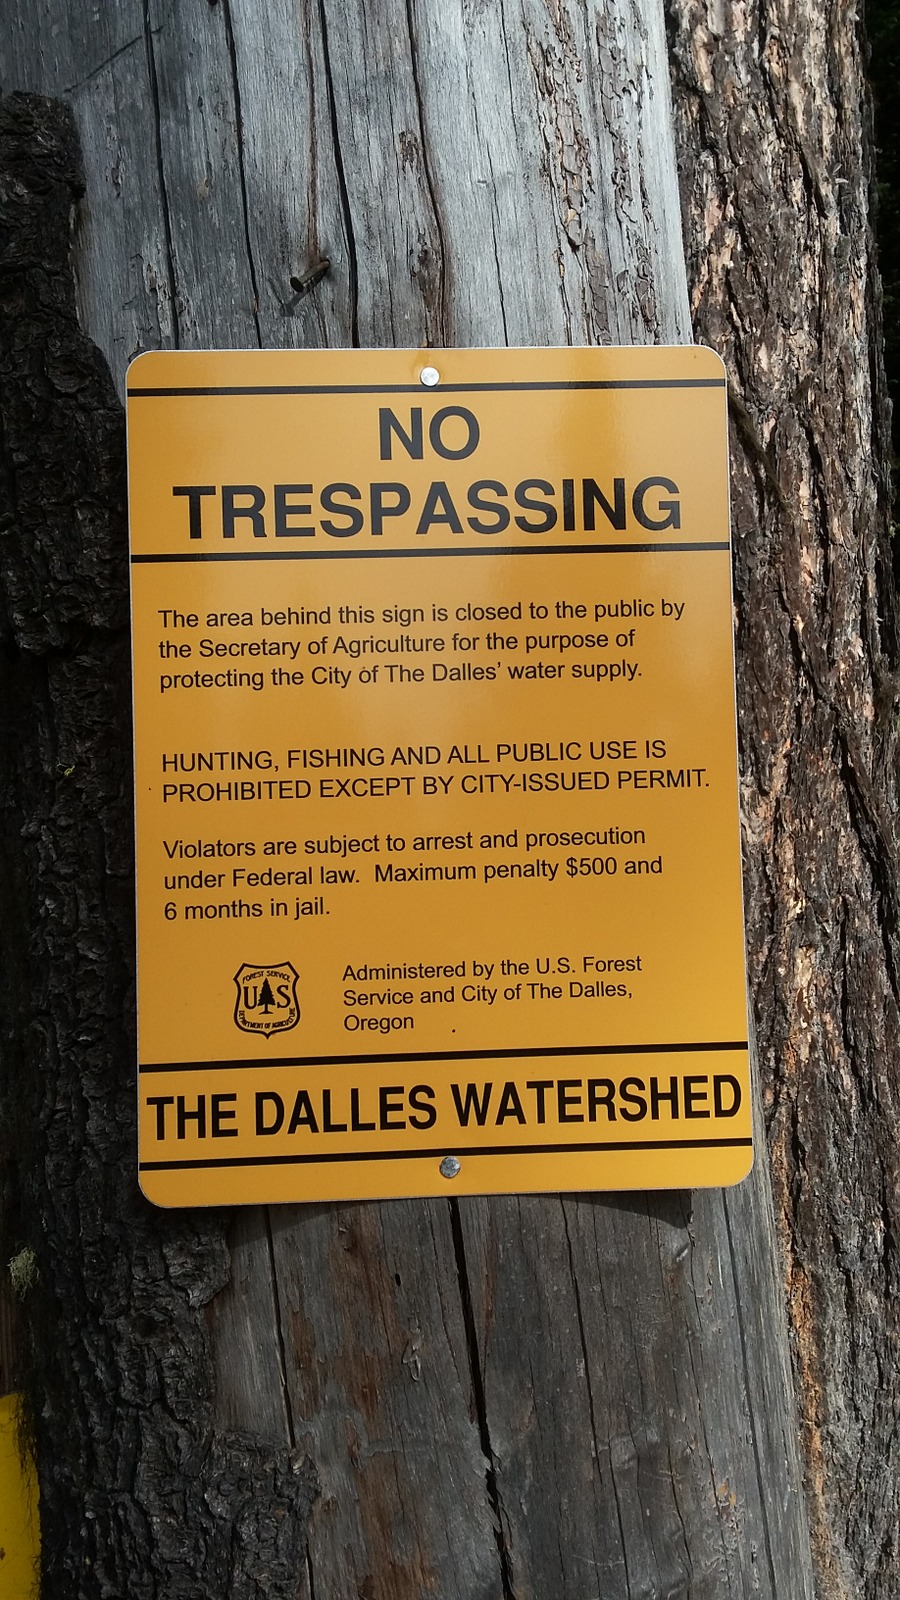 NO
TRESPASSING
The area behind this sign is closed to the public by
the Secretary of Agriculture for the purpose of
protecting the City of The Dalles' water supply.
HUNTING, FISHING AND ALL PUBLIC USE IS
PROHIBITED EXCEPT BY CITY-ISSUED PERMIT.
Violators are subject to arrest and prosecution
under Federal law. Maximum penalty $500 and
6 months in jail.
FOREST SERVICE
U S
DEPARTMENT OF AGRICULTURE
Administered by the U.S. Forest
Service and City of The Dalles,
Oregon
THE DALLES WATERSHED